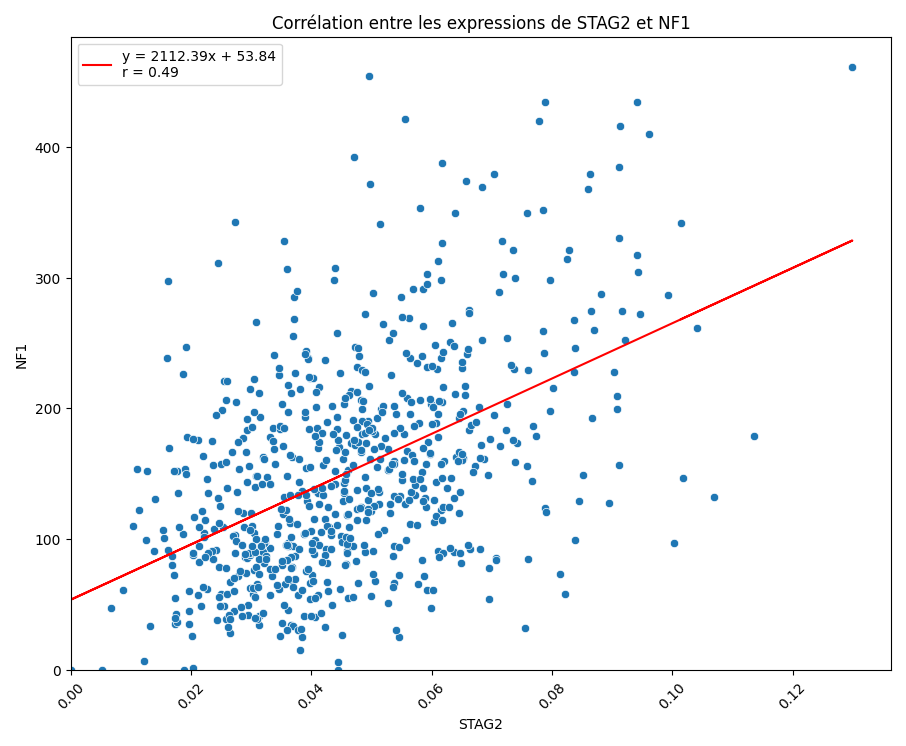 Corrélation entre les expressions de STAG2 et NF1
y = 2112.39x + 53.84
r = 0.49
NF1
400
300
200
100
0
0.00
0.02
0.04
0.06
0.08
0.10
0.12
STAG2